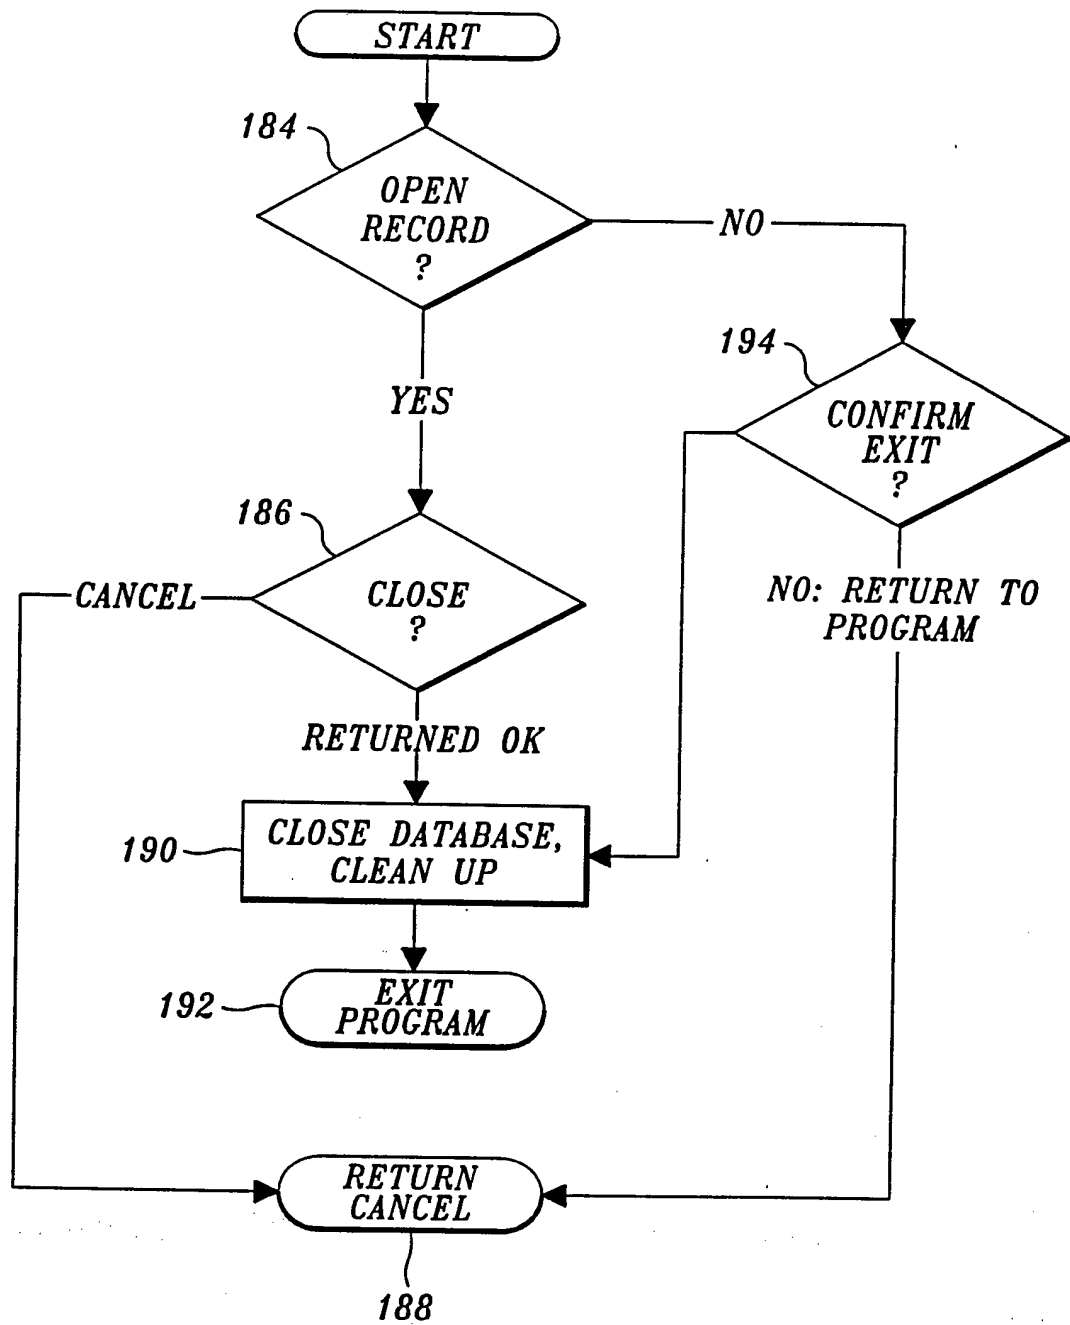 START
184
OPEN
RECORD
?
NO
194
CONFIRM
EXIT
?
YES
186
CANCEL
CLOSE
?
NO: RETURN TO
PROGRAM
RETURNED OK
190
CLOSE DATABASE,
CLEAN UP
192
EXIT
PROGRAM
RETURN
CANCEL
188